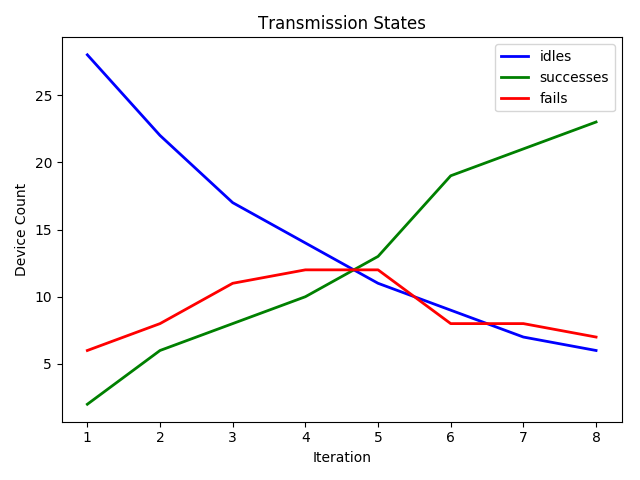 Transmission States
idles
successes
fails
Device Count
25
20
15
10
5
1 2 3 4 5 6 7 8
Iteration